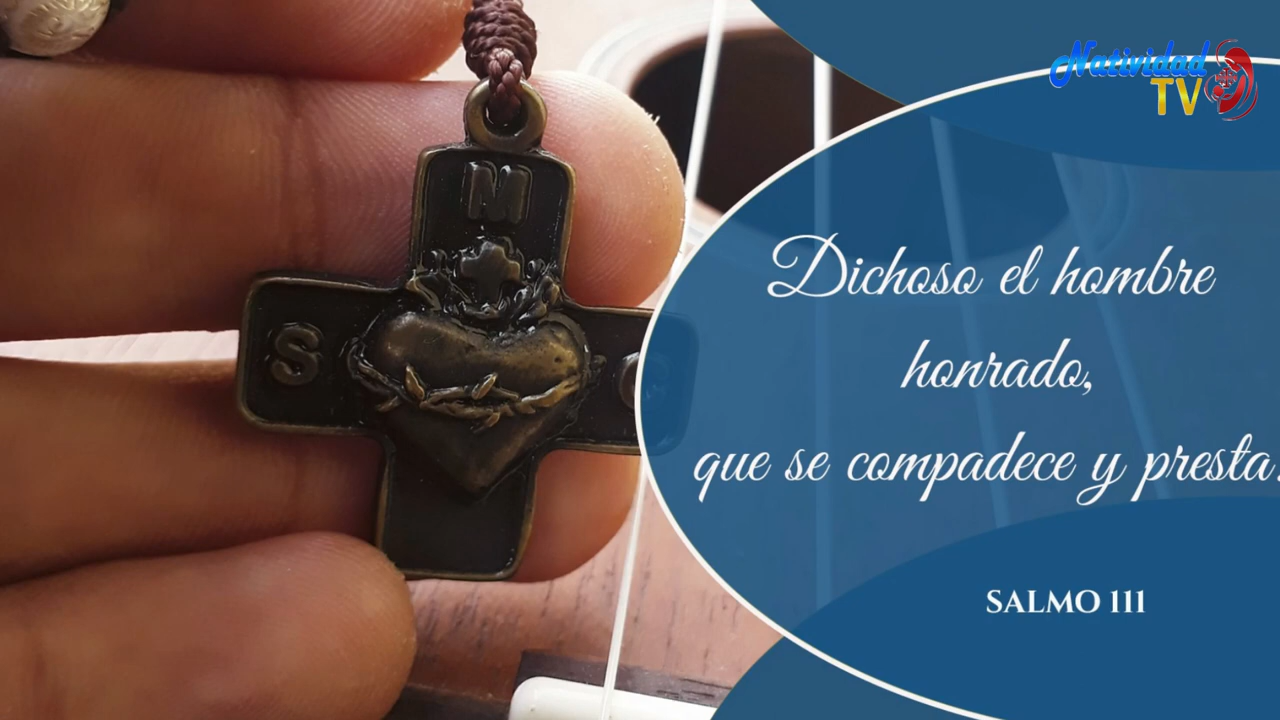 Natividad
TV
M
S
Dichoso el hombre
honrado,
que se compadece y presta.
SALMO 111